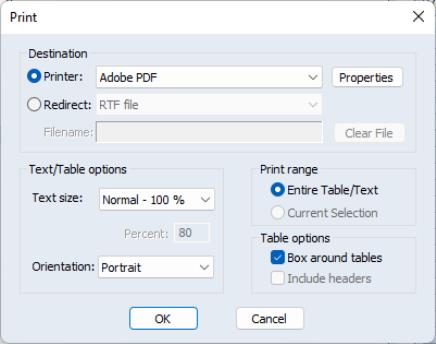 Print
Destination
Printer: Adobe PDF Properties
Redirect: RTF file
Filename: Clear File
Text/Table options
Text size: Normal - 100 %
Percent: 80
Orientation: Portrait
Print range
Entire Table/Text
Current Selection
Table options
Box around tables
Include headers
OK Cancel